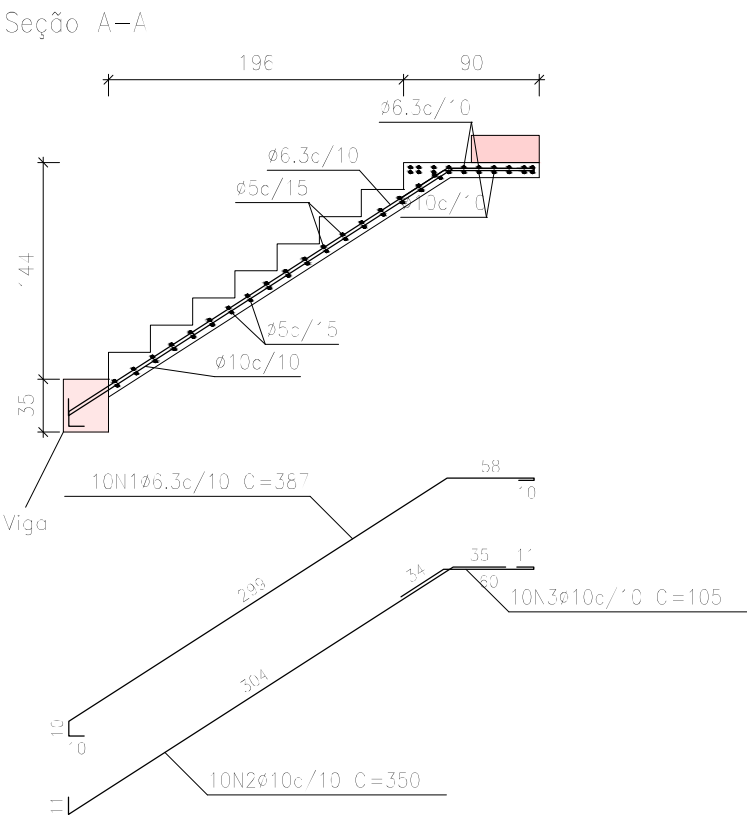 Seção A-A
196
90
ø6.3c/10
ø6.3c/10
ø5c/15
ø10c/10
144
ø5c/15
ø10c/10
35
Viga
10N1ø6.3c/10 C=387
58
10
299
34
35
11
60
10N3ø10c/10 C=105
304
10
10
10N2ø10c/10 C=350
11